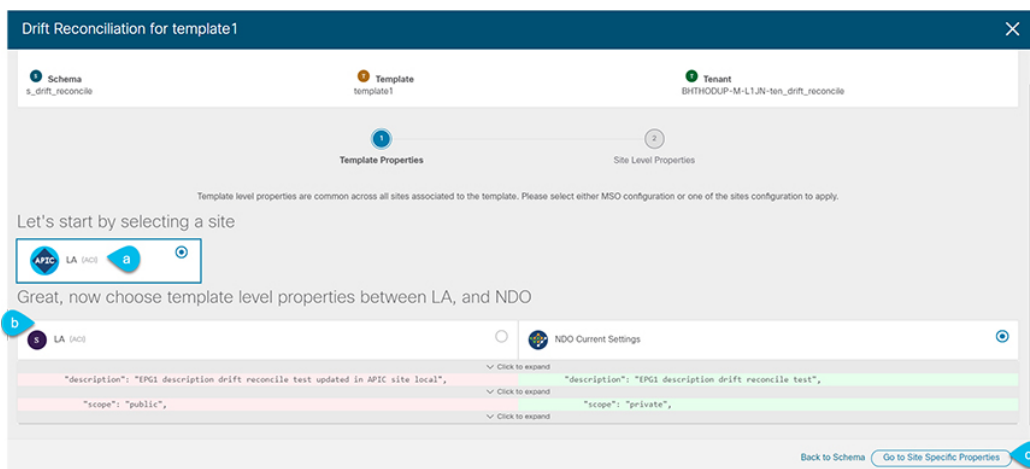 Drift Reconciliation for template1
S Schema
s_drift_reconcile
T Template
template1
T Tenant
BHTHODUP-M-L1JN-ten_drift_reconcile
1
2
Template Properties
Site Level Properties
Template level properties are common across all sites associated to the template. Please select either MSO configuration or one of the sites configuration to apply.
Let's start by selecting a site
APIC LA (ACI) a
Great, now choose template level properties between LA, and NDO
b
S LA (ACI)
NDO Current Settings
Click to expand
"description": "EPG1 description drift reconcile test updated in APIC site local",
"description": "EPG1 description drift reconcile test",
Click to expand
"scope": "public",
"scope": "private",
Click to expand
Back to Schema
Go to Site Specific Properties